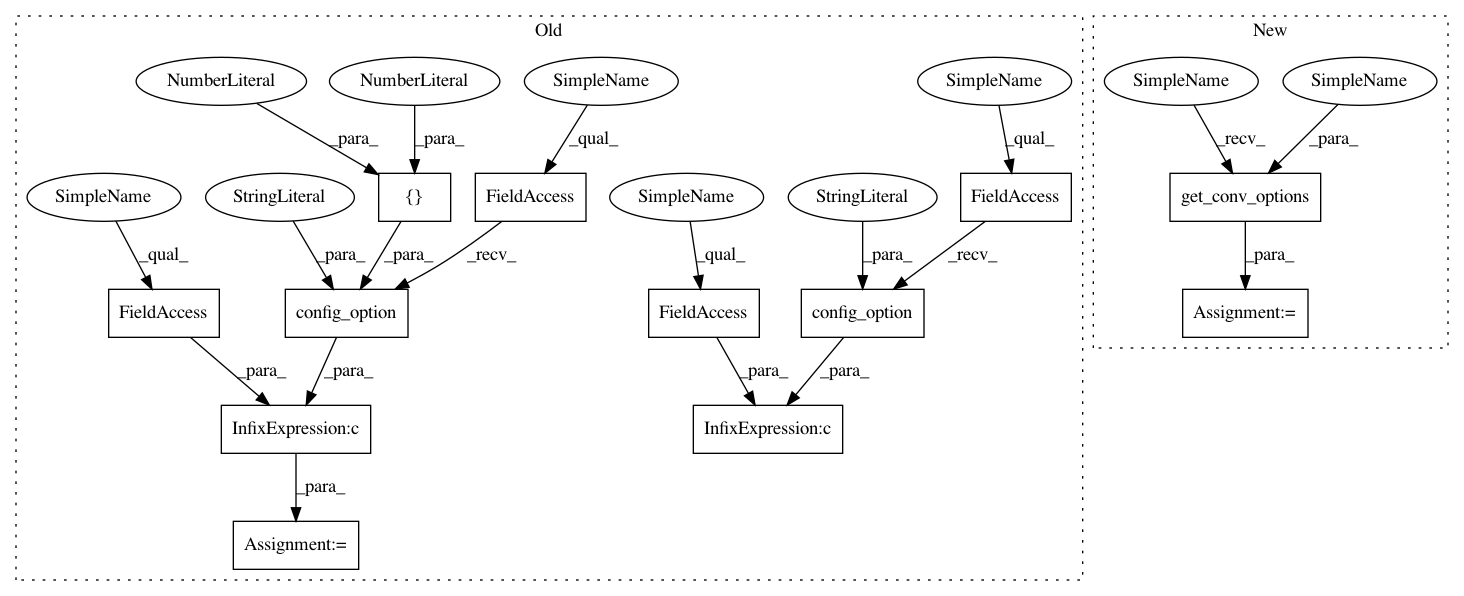 Old
New
NumberLiteral
NumberLiteral
SimpleName
SimpleName
SimpleName
SimpleName
_para_
_para_
_qual_
_qual_
_recv_
_para_
SimpleName
StringLiteral
{}
FieldAccess
SimpleName
StringLiteral
FieldAccess
get_conv_options
_qual_
_para_
_para_
_recv_
_qual_
_para_
_recv_
_para_
FieldAccess
config_option
FieldAccess
config_option
Assignment:=
_para_
_para_
_para_
_para_
InfixExpression:c
InfixExpression:c
_para_
Assignment:=